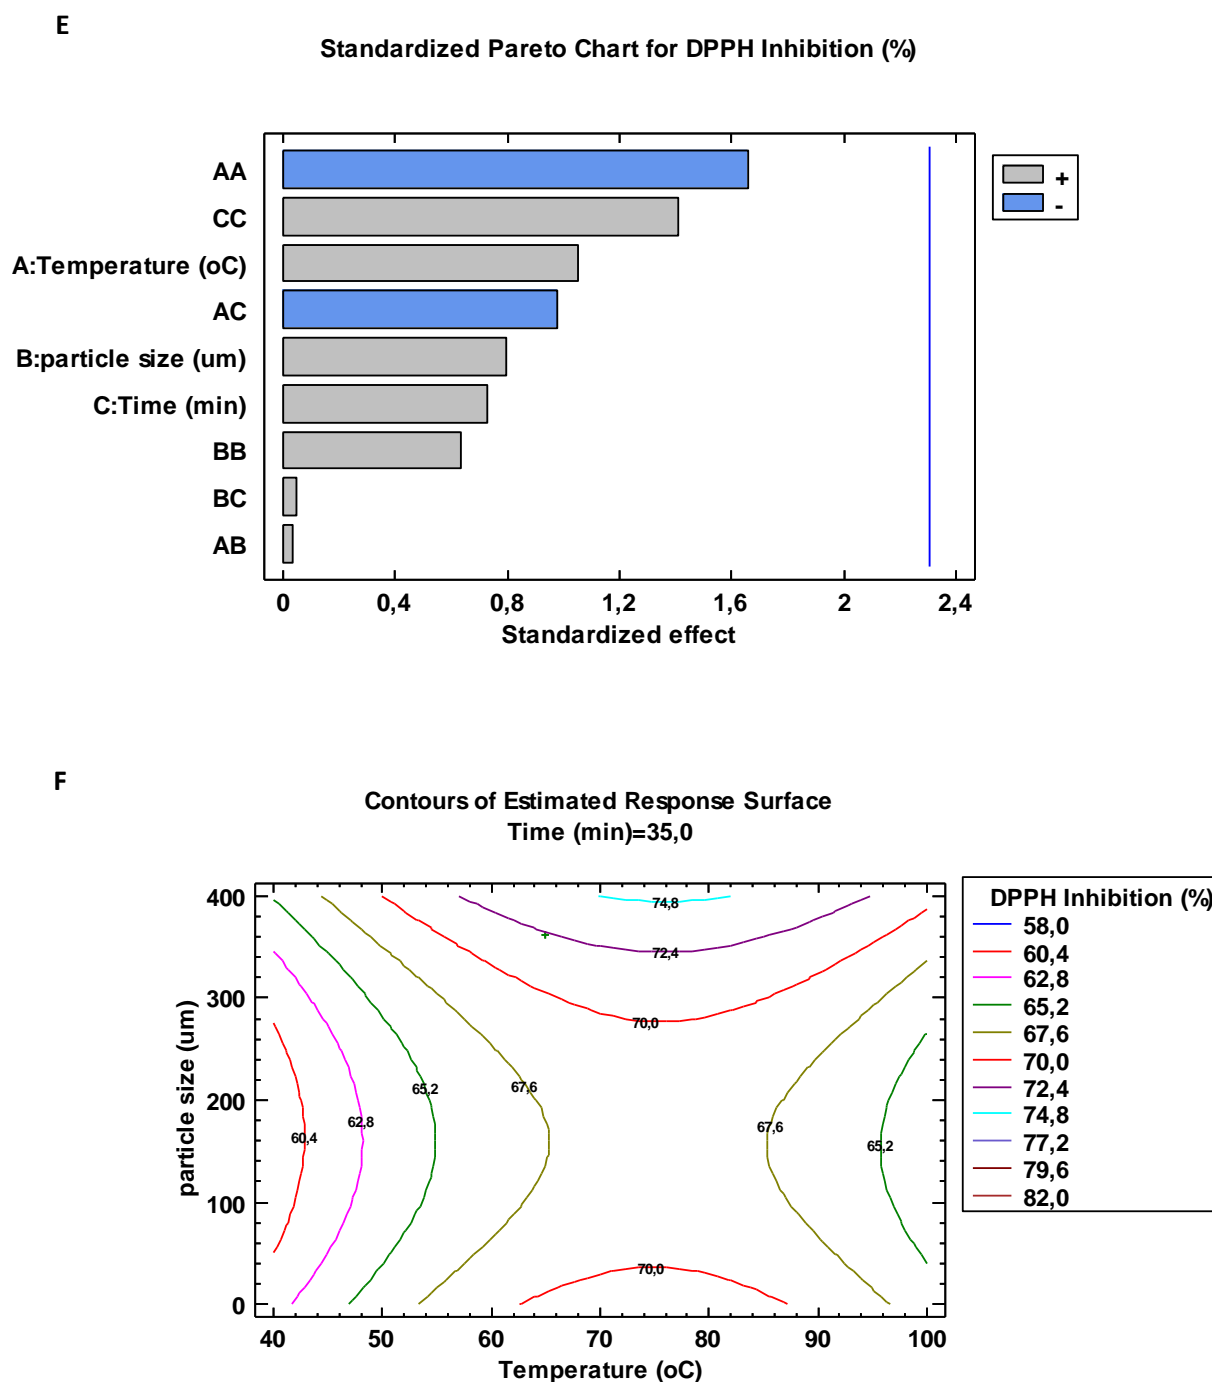 E
Standardized Pareto Chart for DPPH Inhibition (%)
AA
CC
A:Temperature (oC)
AC
B:particle size (um)
C:Time (min)
BB
BC
AB
+
-
0 0,4 0,8 1,2 1,6 2 2,4
Standardized effect
F
Contours of Estimated Response Surface
Time (min)=35,0
particle size (um)
400
300
200
100
0
74,8
72,4
70,0
65,2
67,6
62,8
60,4
67,6
65,2
70,0
40 50 60 70 80 90 100
Temperature (oC)
DPPH Inhibition (%)
58,0
60,4
62,8
65,2
67,6
70,0
72,4
74,8
77,2
79,6
82,0